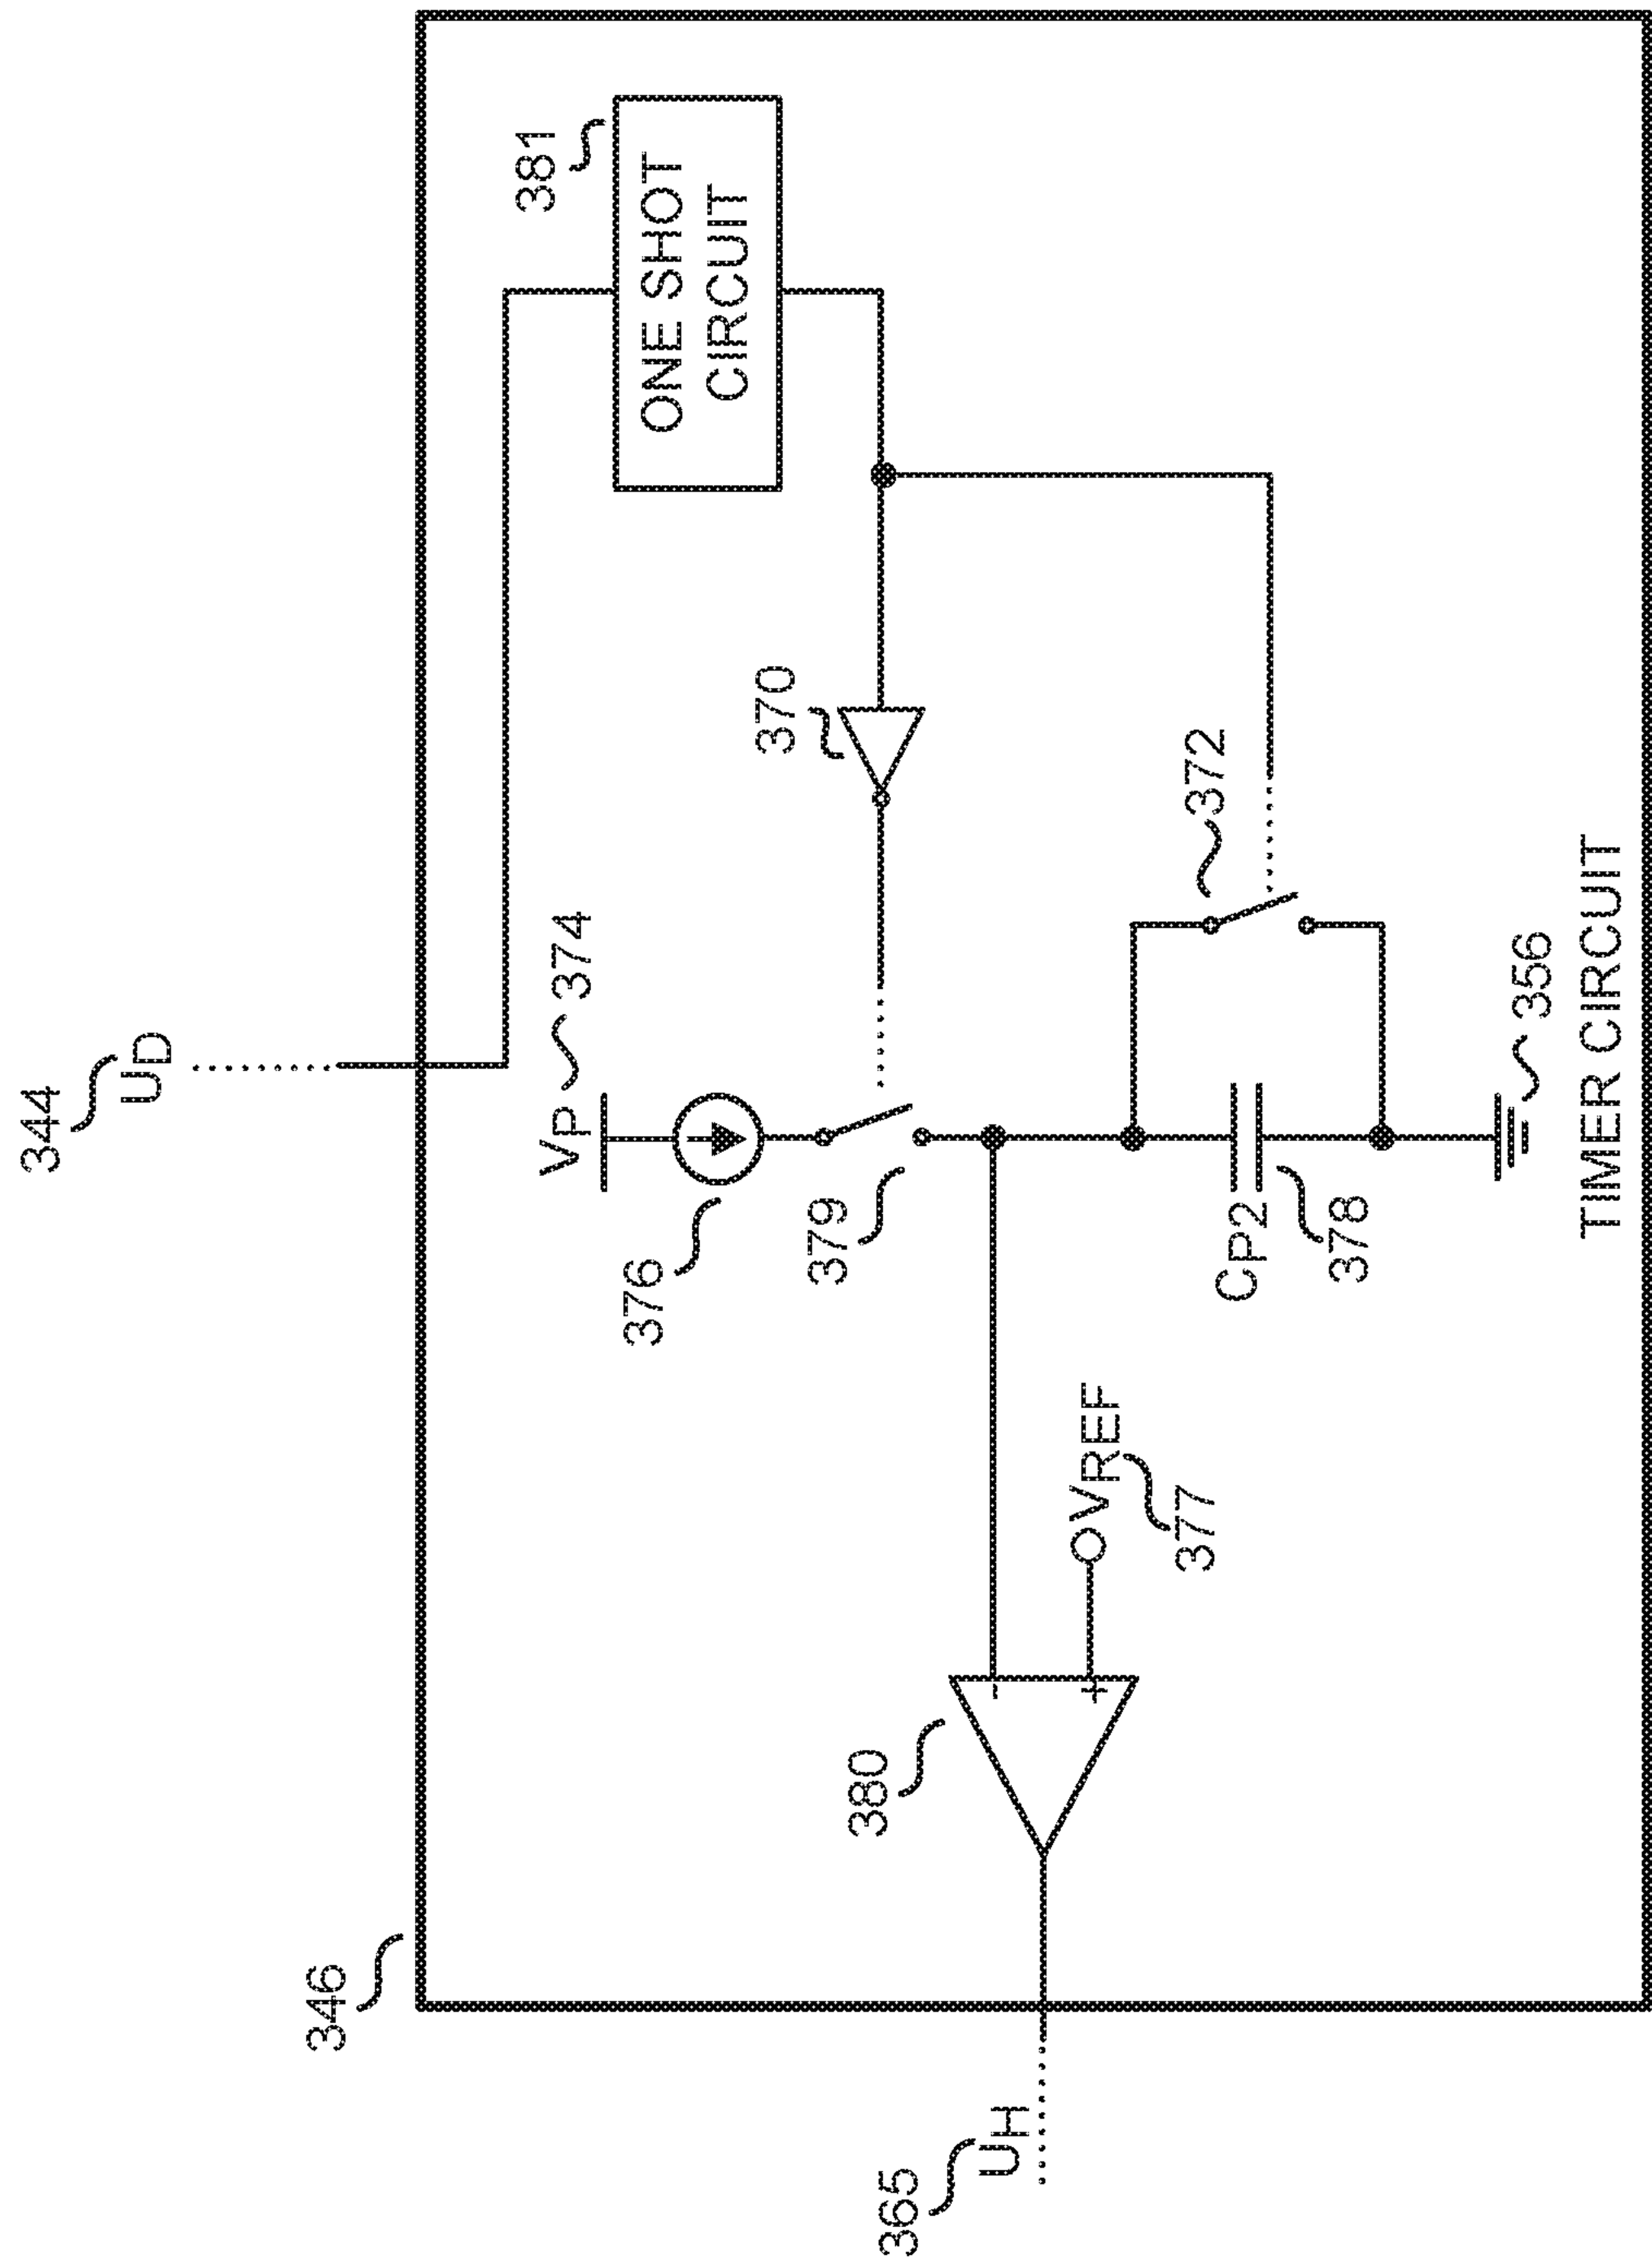 344
UD
346
365
UH
381
ONE SHOT
CIRCUIT
370
VP
374
376
379
380
VREF
377
372
CP2
378
356
TIMER CIRCUIT